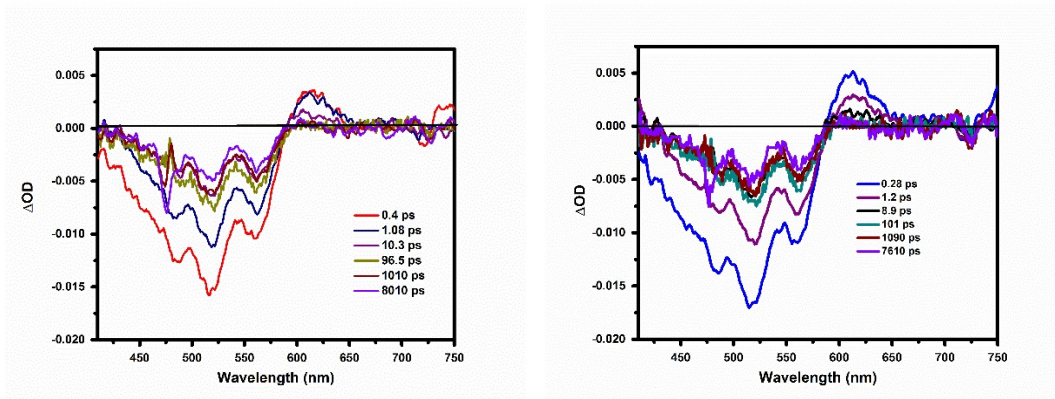 0.005
0.000
-0.005
-0.010
-0.015
-0.020
ΔOD
0.4 ps
1.08 ps
10.3 ps
96.5 ps
1010 ps
8010 ps
450 500 550 600 650 700 750
Wavelength (nm)
0.005
0.000
-0.005
-0.010
-0.015
-0.020
ΔOD
0.28 ps
1.2 ps
8.9 ps
101 ps
1090 ps
7610 ps
450 500 550 600 650 700 750
Wavelength (nm)